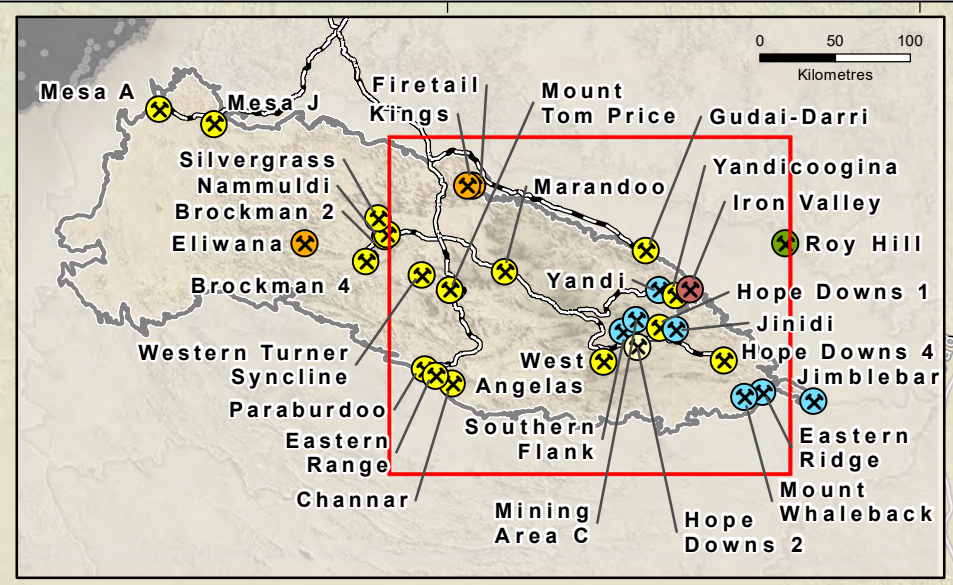 0 50 100
Kilometres
Mesa A
Mesa J
Firetail
Kings
Mount
Tom Price
Gudai-Darri
Silvergrass
Nammuldi
Brockman 2
Eliwana
Brockman 4
Marandoo
Yandicoogina
Iron Valley
Roy Hill
Yandi
Hope Downs 1
Jinidi
Western Turner
Syncline
West
Angelas
Hope Downs 4
Jimblebar
Paraburdoo
Eastern
Range
Channar
Southern
Flank
Mining
Area C
Hope
Downs 2
Eastern
Ridge
Mount
Whaleback